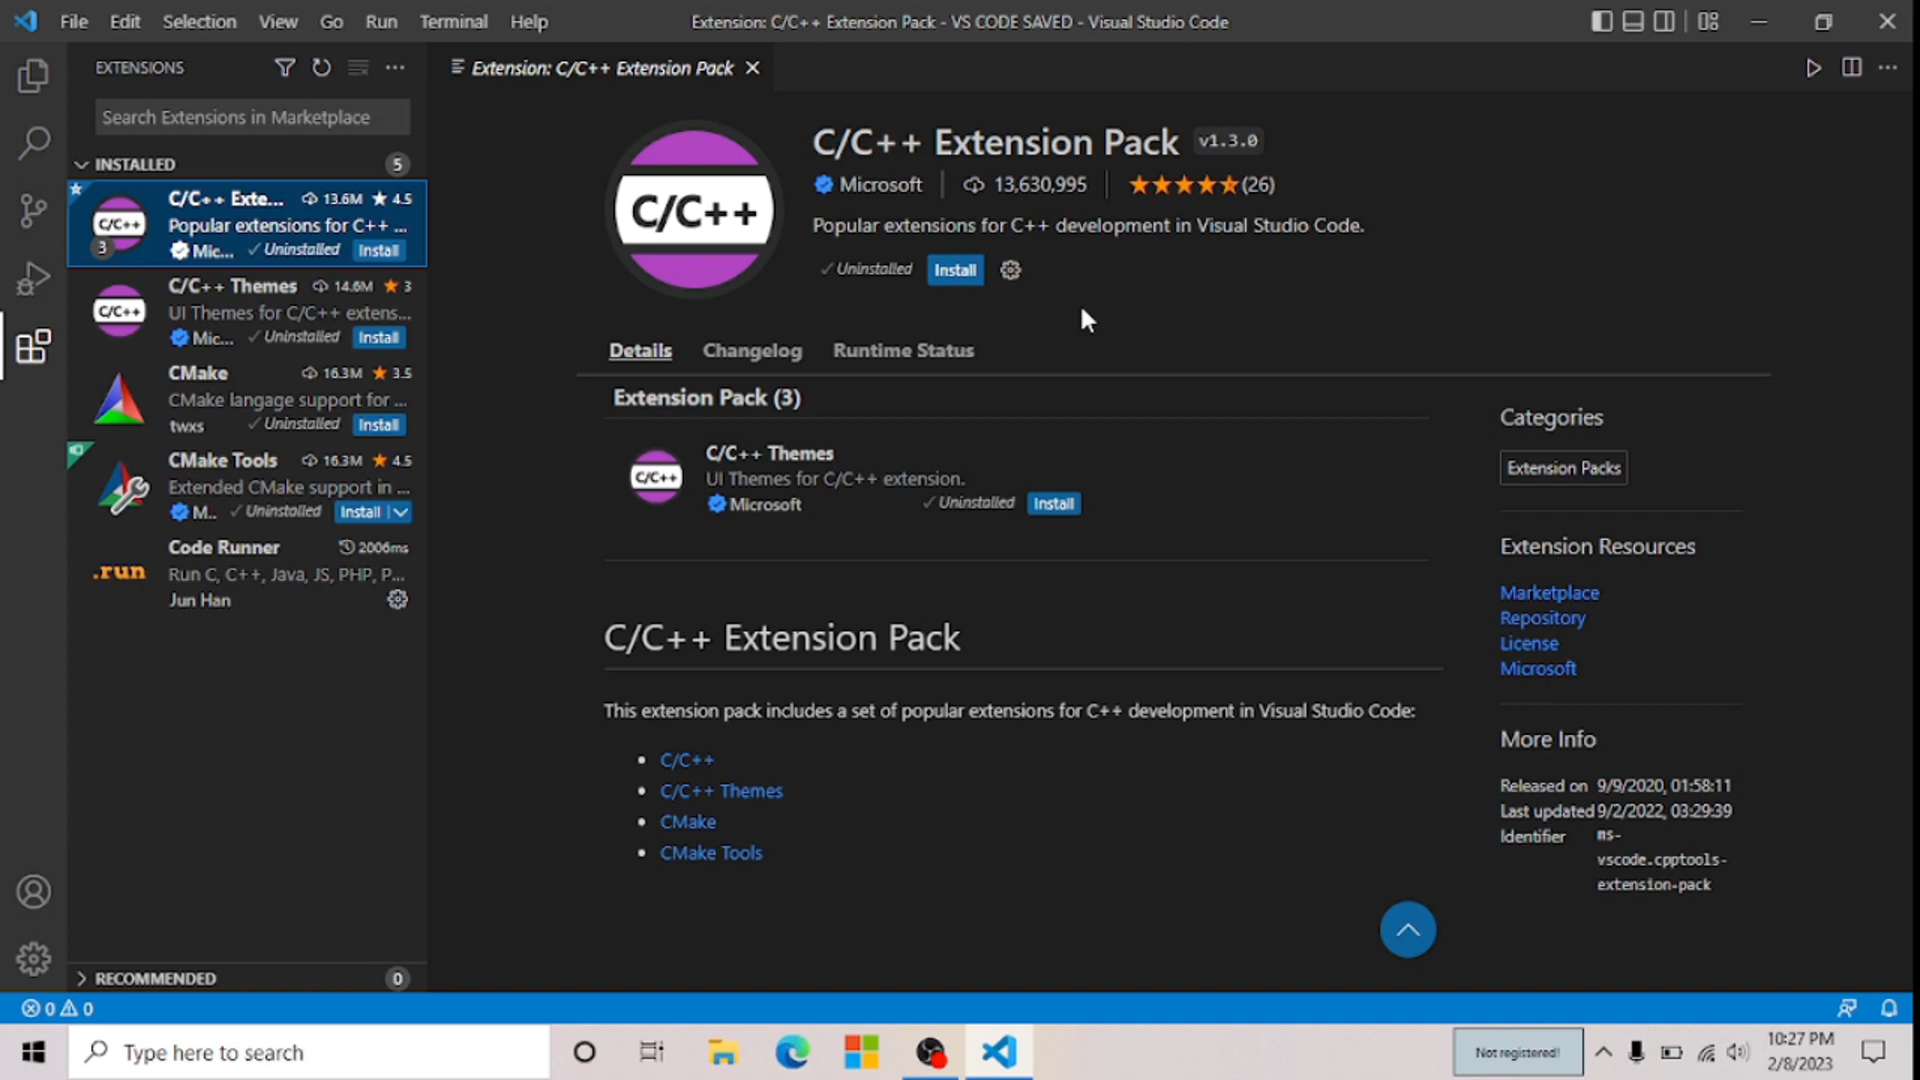 File Edit Selection View Go Run Terminal Help
Extension: C/C++ Extension Pack - VS CODE SAVED - Visual Studio Code
EXTENSIONS
Search Extensions in Marketplace
INSTALLED 5
C/C++ Exte... 13.6M 4.5
Popular extensions for C++ ...
3 Mic... Uninstalled Install
C/C++ Themes 14.6M 3
UI Themes for C/C++ extens...
Mic... Uninstalled Install
CMake 16.3M 3.5
CMake langage support for ...
twxs Uninstalled Install
CMake Tools 16.3M 4.5
Extended CMake support in ...
M.. Uninstalled Install
Code Runner 2006ms
.run Run C, C++, Java, JS, PHP, P...
Jun Han
RECOMMENDED 0
Extension: C/C++ Extension Pack
C/C++
C/C++
C/C++ Extension Pack v1.3.0
Microsoft 13,630,995 (26)
Popular extensions for C++ development in Visual Studio Code.
Uninstalled Install
Details Changelog Runtime Status
Extension Pack (3)
C/C++ C/C++ Themes
UI Themes for C/C++ extension.
Microsoft Uninstalled Install
C/C++ Extension Pack
This extension pack includes a set of popular extensions for C++ development in Visual Studio Code:
C/C++
C/C++ Themes
CMake
CMake Tools
Categories
Extension Packs
Extension Resources
Marketplace
Repository
License
Microsoft
More Info
Released on 9/9/2020, 01:58:11
Last updated 9/2/2022, 03:29:39
Identifier ms-
vscode.cpptools-
extension-pack
C/C++
0 0
Type here to search
Not registered!
10:27 PM
2/8/2023